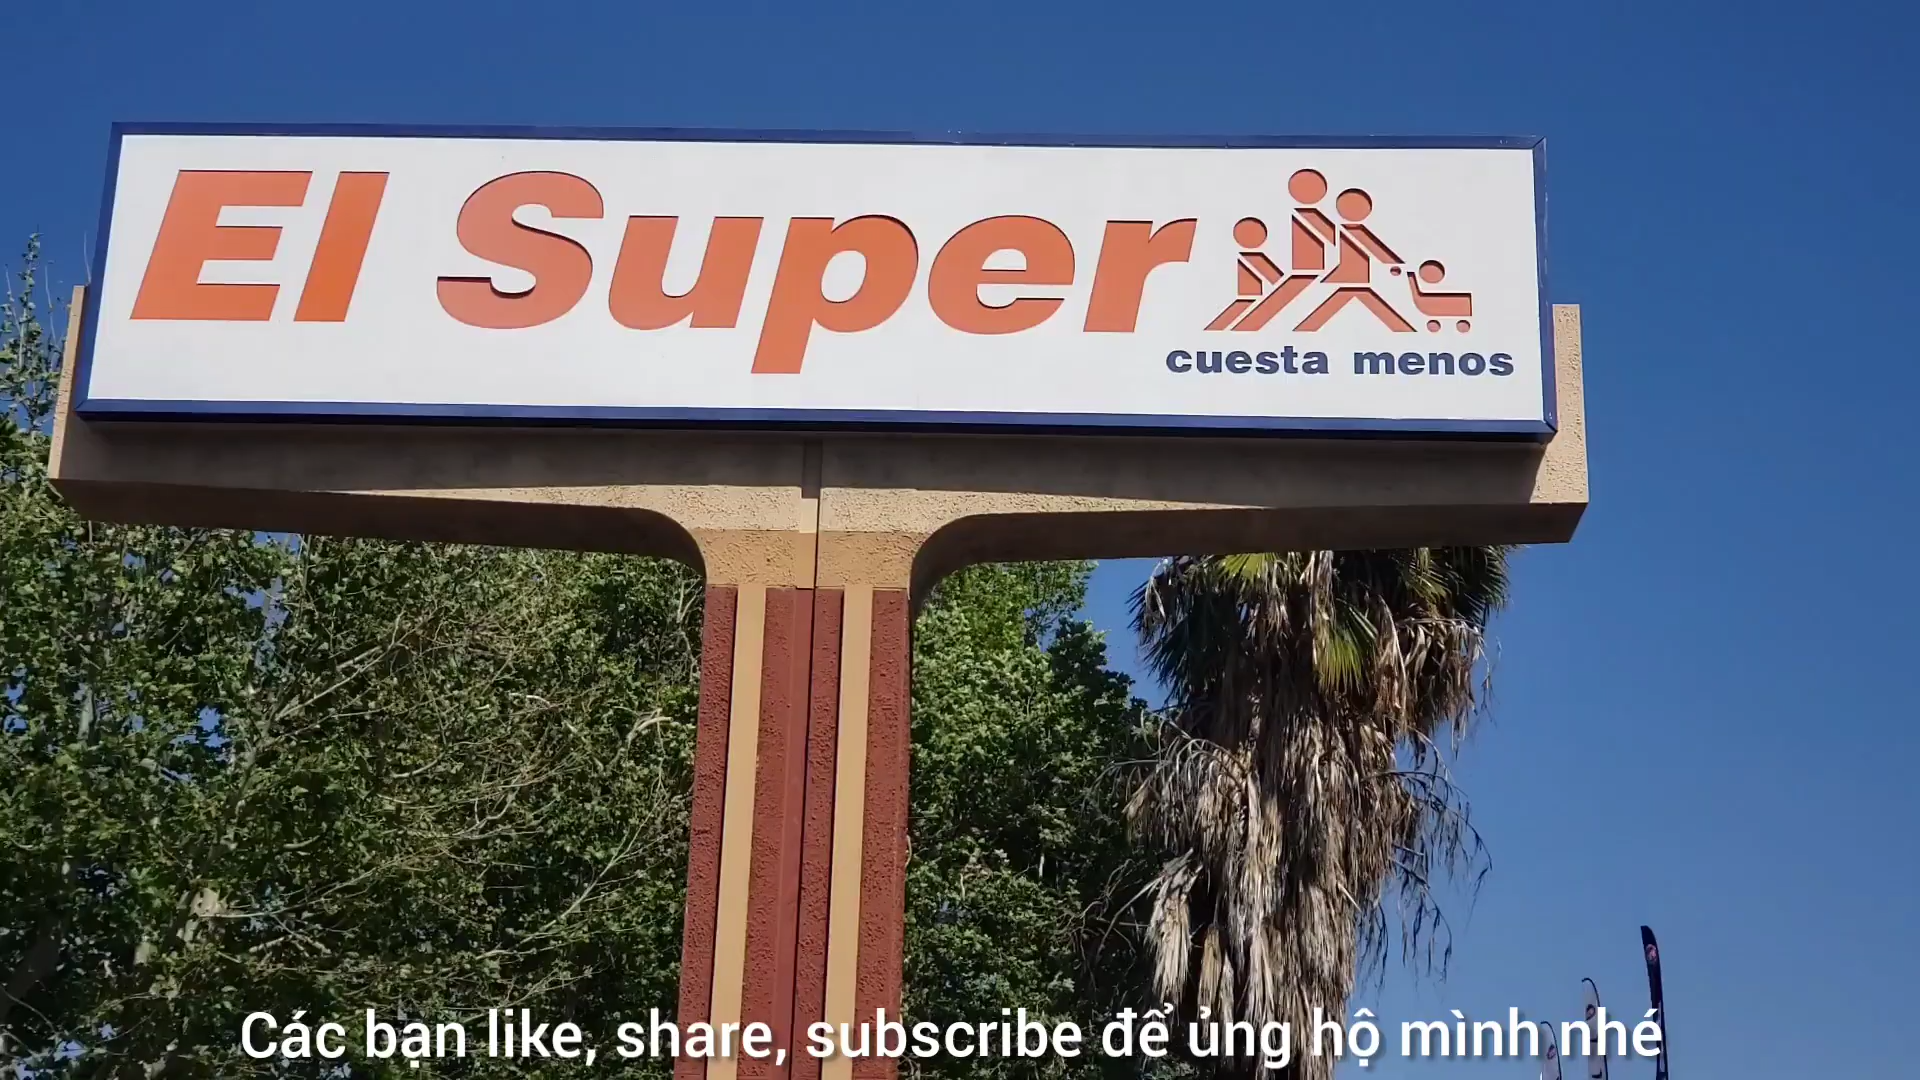 El Super
cuesta menos
Các bạn like, share, subscribe để ủng hộ mình nhé